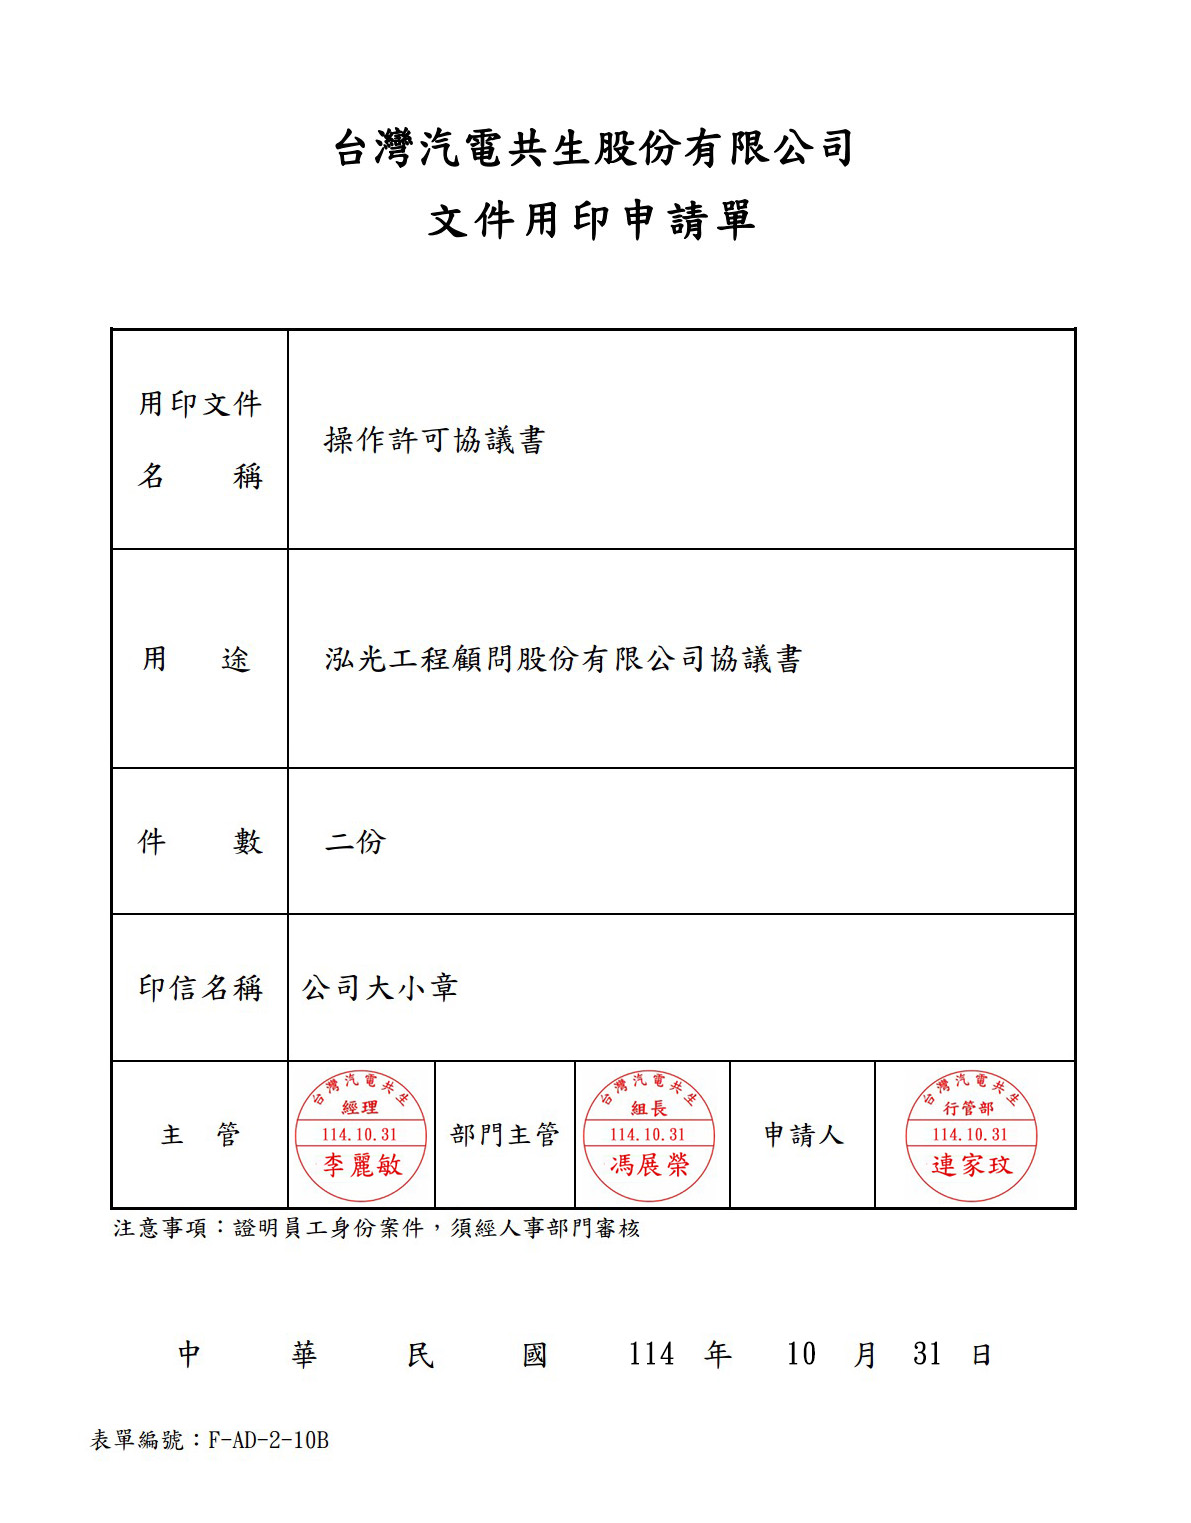 台灣汽電共生股份有限公司
文件用印申請單
用印文件
名稱
操作許可協議書
用途
泓光工程顧問股份有限公司協議書
件數
二份
印信名稱
公司大小章
主管
台灣汽電共生
經理
114.10.31
李麗敏
部門主管
台灣汽電共生
組長
114.10.31
馮展榮
申請人
台灣汽電共生
行管部
114.10.31
連家玟
注意事項：證明員工身份案件，須經人事部門審核
中華民國 114 年 10 月 31 日
表單編號：F-AD-2-10B